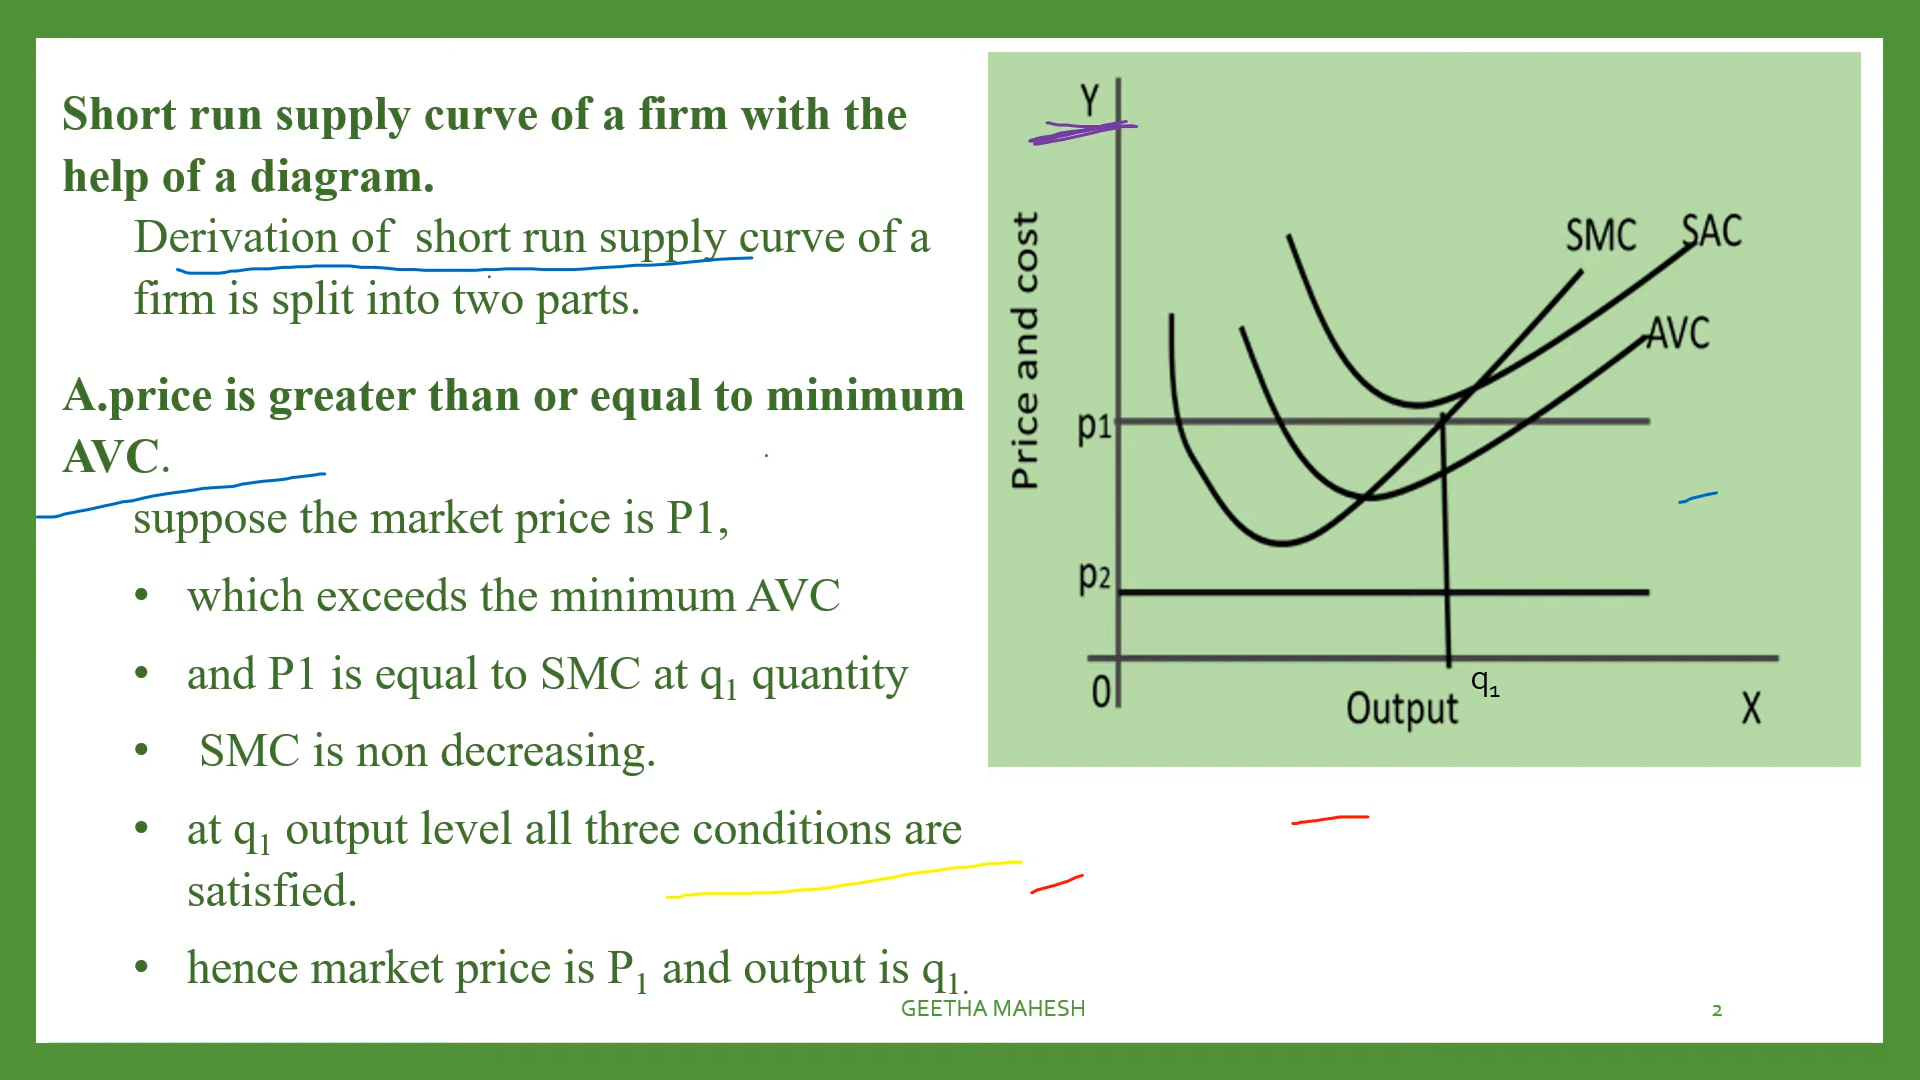 Short run supply curve of a firm with the
help of a diagram.
Derivation of short run supply curve of a
firm is split into two parts.
A.price is greater than or equal to minimum
AVC.
suppose the market price is P1,
• which exceeds the minimum AVC
• and P1 is equal to SMC at q1 quantity
• SMC is non decreasing.
• at q1 output level all three conditions are
satisfied.
• hence market price is P1 and output is q1.
Y
Price and cost
SMC
SAC
AVC
p1
p2
0
q1
Output
X
GEETHA MAHESH
2